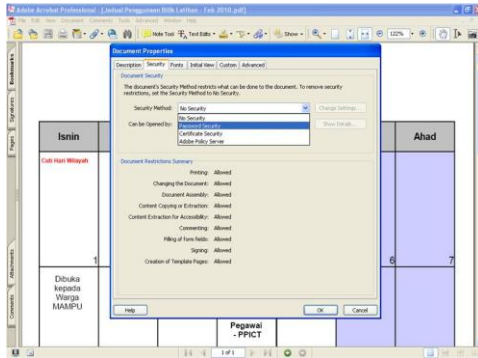 Adobe Acrobat Professional - [Jadual Penggunaan Bilik Latihan - Feb 2010.pdf]
File Edit View Document Comments Tools Advanced Window Help
Note Tool Text Edits Show 122%
Document Properties
Description Security Fonts Initial View Custom Advanced
Document Security
The document's Security Method restricts what can be done to the document. To remove security
restrictions, set the Security Method to No Security.
Security Method: No Security Change Settings...
No Security
Can be Opened by: Password Security Show Details...
Certificate Security
Adobe Policy Server
Document Restrictions Summary
Printing: Allowed
Changing the Document: Allowed
Document Assembly: Allowed
Content Copying or Extraction: Allowed
Content Extraction for Accessibility: Allowed
Commenting: Allowed
Filling of form fields: Allowed
Signing: Allowed
Creation of Template Pages: Allowed
Help OK Cancel
Bookmarks
Signatures
Pages
Attachments
Comments
Isnin Ahad
Cuti Hari Wilayah
1 6 7
Dibuka
kepada
Warga
MAMPU
Pegawai
- PPICT
1 of 1